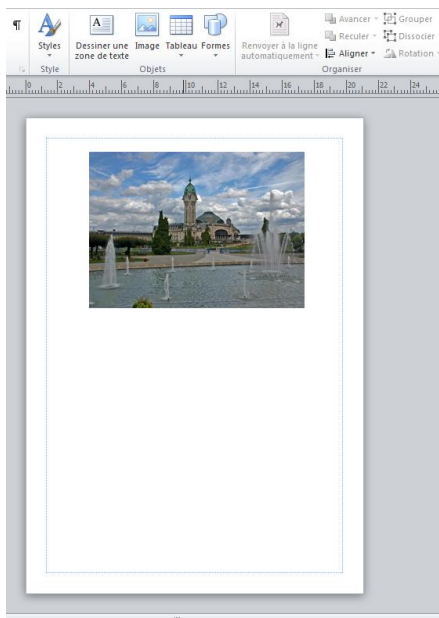 ¶
A
Styles
Dessiner une zone de texte
Image
Tableau
Formes
Renvoyer à la ligne automatiquement
Avancer
Grouper
Reculer
Dissocier
Aligner
Rotation
Style
Objets
Organiser
0 2 4 6 8 10 12 14 16 18 20 22 24